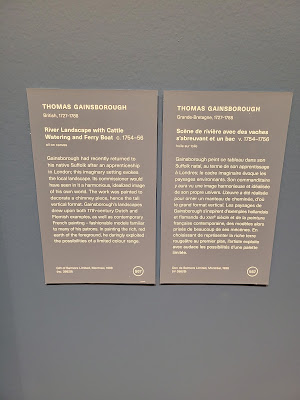 THOMAS GAINSBOROUGH
British, 1727-1788
River Landscape with Cattle
Watering and Ferry Boat c. 1754–56
oil on canvas
Gainsborough had recently returned to
his native Suffolk after an apprenticeship
in London; this imaginary setting evokes
the local landscape. Its commissioner would
have seen in it a harmonious, idealized image
of his own world. The work was painted to
decorate a chimney piece, hence the tall
vertical format. Gainsborough's landscapes
drew upon both 17th-century Dutch and
Flemish examples, as well as contemporary
French painting – fashionable models familiar
to many of his patrons. In painting the rich, red
earth of the foreground, he daringly exploited
the possibilities of a limited colour range.
507
THOMAS GAINSBOROUGH
Grande-Bretagne, 1727-1788
Scène de rivière avec des vaches
s'abreuvant et un bac v. 1754–1756
huile sur toile
Gainsborough peint ce tableau dans son
Suffolk natal, au terme de son apprentissage
à Londres; le cadre imaginaire évoque les
paysages environnants. Son commanditaire
y aura vu une image harmonieuse et idéalisée
de son propre univers. L'œuvre a été réalisée
pour orner un manteau de cheminée, d'où
le grand format vertical. Les paysages de
Gainsborough s'inspirent d'exemples hollandais
et flamands du XVIIe siècle et de la peinture
française contemporaine, des modèles alors
prisés de beaucoup de ses mécènes. En
choisissant de représenter la riche terre
rougeâtre au premier plan, l'artiste exploite
avec audace les possibilités d'une palette
limitée.
507